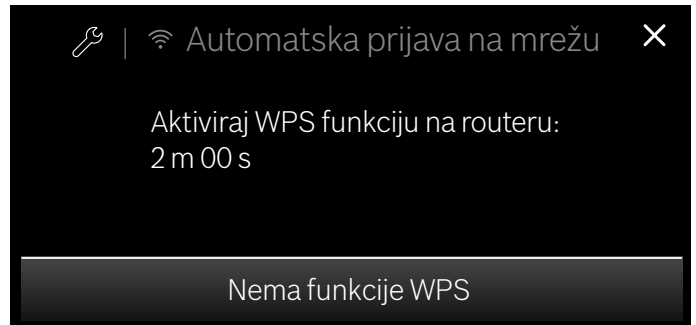 Automatska prijava na mrežu
Aktiviraj WPS funkciju na routeru:
2 m 00 s
Nema funkcije WPS